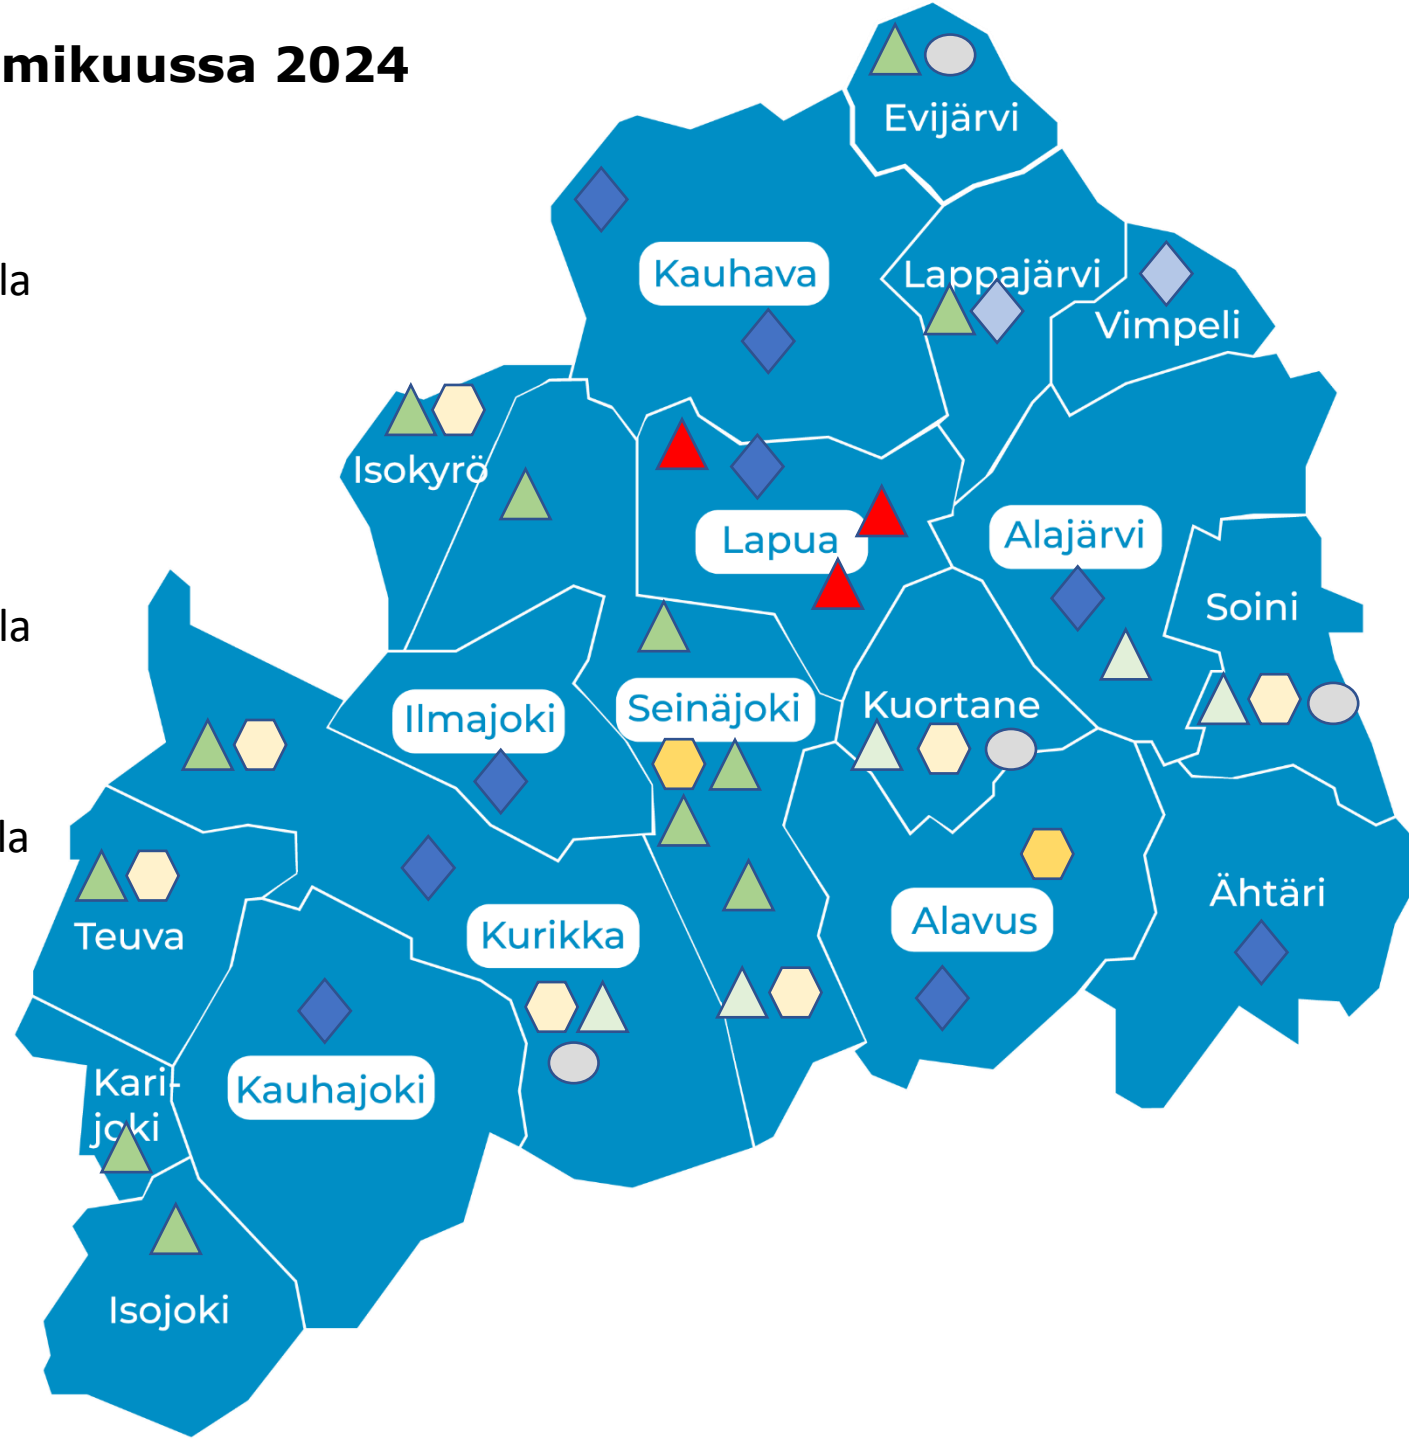 mikuussa 2024
Evijärvi
la
Kauhava
Lappajärvi
Vimpeli
Isokyrö
Lapua
Alajärvi
Soini
la
Ilmajoki
Seinäjoki
Kuortane
la
Teuva
Kurikka
Alavus
Ähtäri
Kari-
joki
Kauhajoki
Isojoki